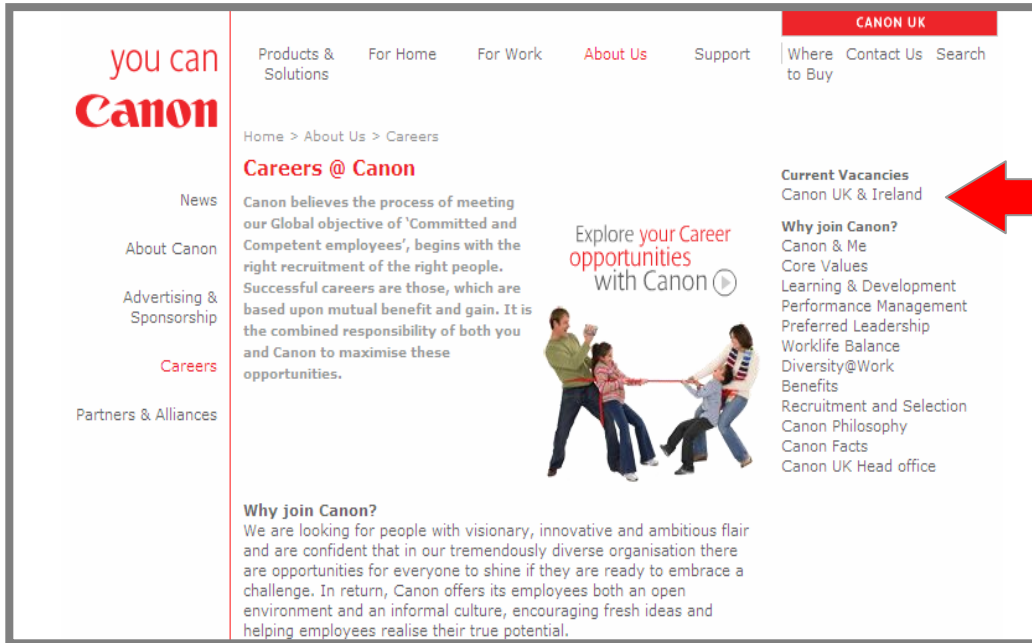 CANON UK
you can
Canon
Products &
Solutions
For Home
For Work
About Us
Support
Where
to Buy
Contact Us
Search
Home > About Us > Careers
News
About Canon
Advertising &
Sponsorship
Careers
Partners & Alliances
Careers @ Canon
Canon believes the process of meeting
our Global objective of 'Committed and
Competent employees', begins with the
right recruitment of the right people.
Successful careers are those, which are
based upon mutual benefit and gain. It is
the combined responsibility of both you
and Canon to maximise these
opportunities.
Explore your Career
opportunities
with Canon
Why join Canon?
We are looking for people with visionary, innovative and ambitious flair
and are confident that in our tremendously diverse organisation there
are opportunities for everyone to shine if they are ready to embrace a
challenge. In return, Canon offers its employees both an open
environment and an informal culture, encouraging fresh ideas and
helping employees realise their true potential.
Current Vacancies
Canon UK & Ireland
Why join Canon?
Canon & Me
Core Values
Learning & Development
Performance Management
Preferred Leadership
Worklife Balance
Diversity@Work
Benefits
Recruitment and Selection
Canon Philosophy
Canon Facts
Canon UK Head office